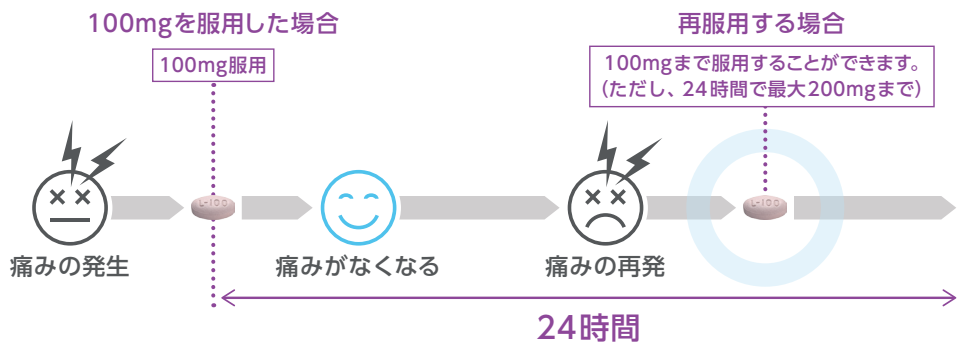 100mgを服用した場合
再服用する場合
100mg服用
100mgまで服用することができます。
（ただし、24時間で最大200mgまで）
L-100
L-100
痛みの発生
痛みがなくなる
痛みの再発
24時間